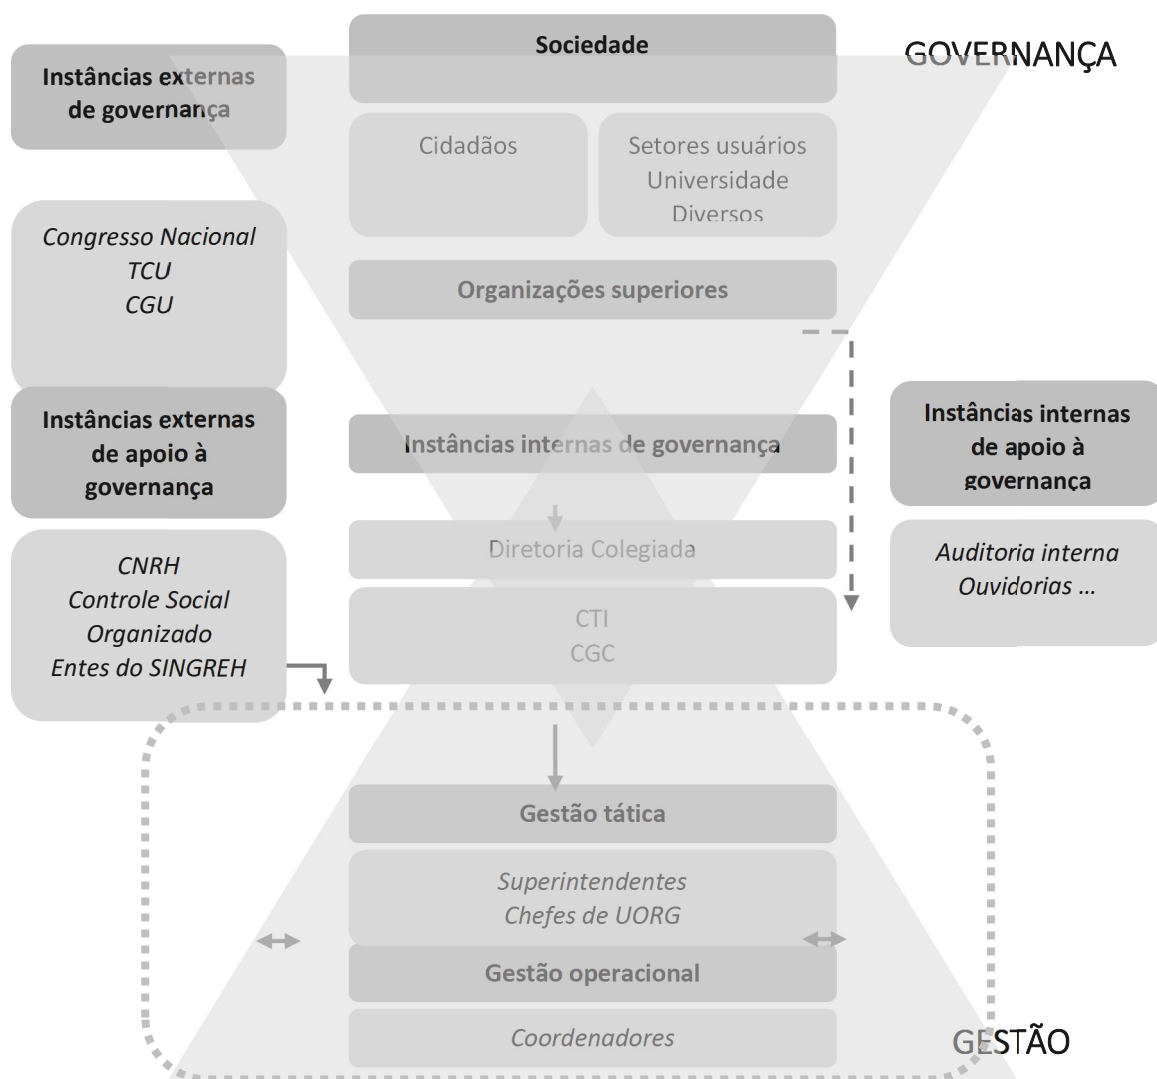 Sociedade
GOVERNANÇA
Instâncias externas
de governança
Cidadãos
Setores usuários
Universidade
Diversos
Congresso Nacional
TCU
CGU
Organizações superiores
Instâncias externas
de apoio à
governança
Instâncias internas de governança
Instâncias internas
de apoio à
governança
CNRH
Controle Social
Organizado
Entes do SINGREH
Diretoria Colegiada
CTI
CGC
Auditoria interna
Ouvidorias ...
Gestão tática
Superintendentes
Chefes de UORG
Gestão operacional
Coordenadores
GESTÃO